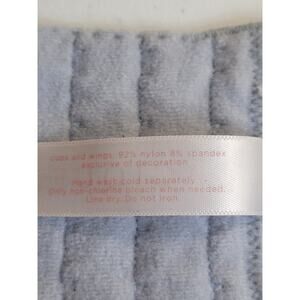 cups and wings: 92% nylon 8% spandex
exclusive of decoration
Hand wash cold separately.
Only non-chlorine bleach when needed.
Line dry. Do not iron.